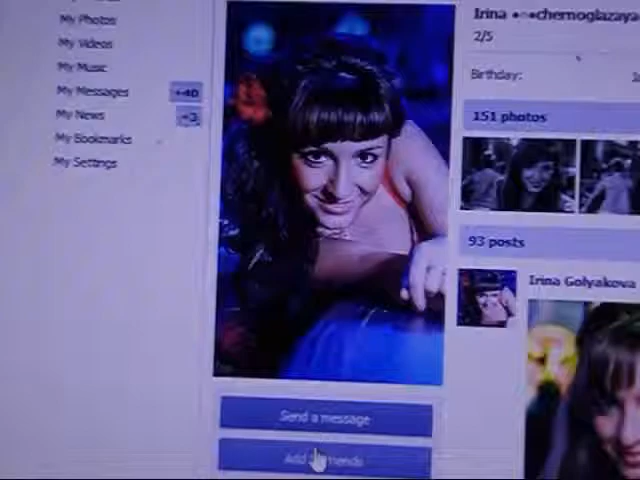 My Photos
My Videos
My Music
My Messages +40
My News +3
My Bookmarks
My Settings
Send a message
Irina ●○●chernoglazaya
2/5
Birthday:
151 photos
93 posts
Irina Golyakova